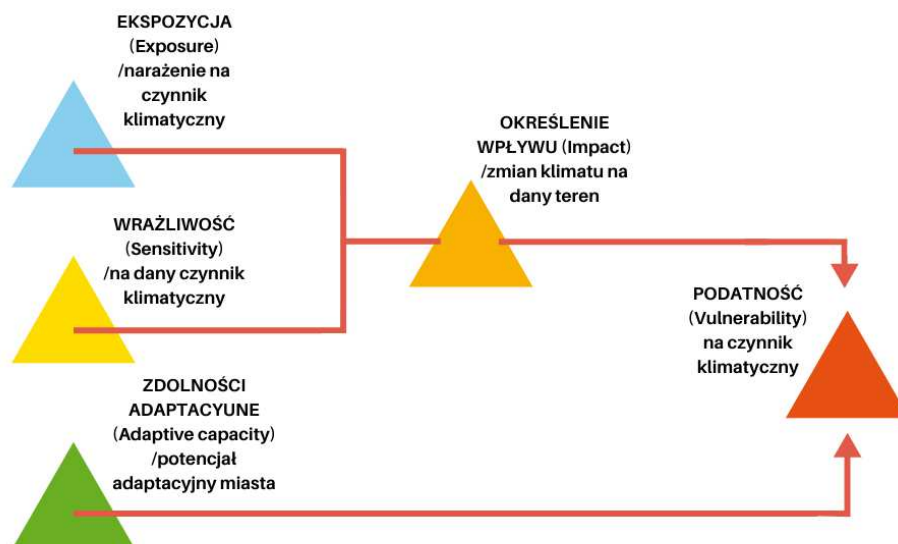 EKSPOZYCJA
(Exposure)
/narażenie na
czynnik
klimatyczny
OKREŚLENIE
WPŁYWU (Impact)
/zmian klimatu na
dany teren
WRAŻLIWOŚĆ
(Sensitivity)
/na dany czynnik
klimatyczny
PODATNOŚĆ
(Vulnerability)
na czynnik
klimatyczny
ZDOLNOŚCI
ADAPTACYUNE
(Adaptive capacity)
/potencjał
adaptacyjny miasta